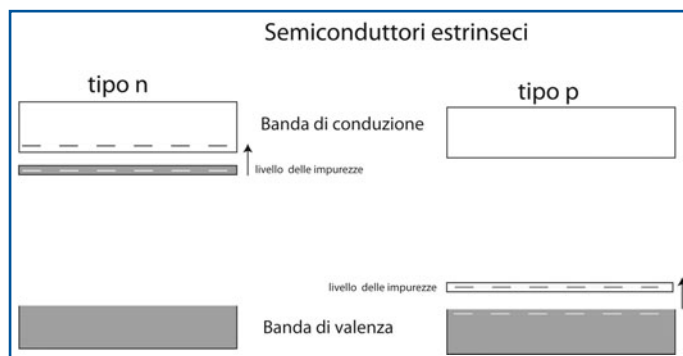 Semiconduttori estrinseci
tipo n
tipo p
Banda di conduzione
livello delle impurezze
livello delle impurezze
Banda di valenza